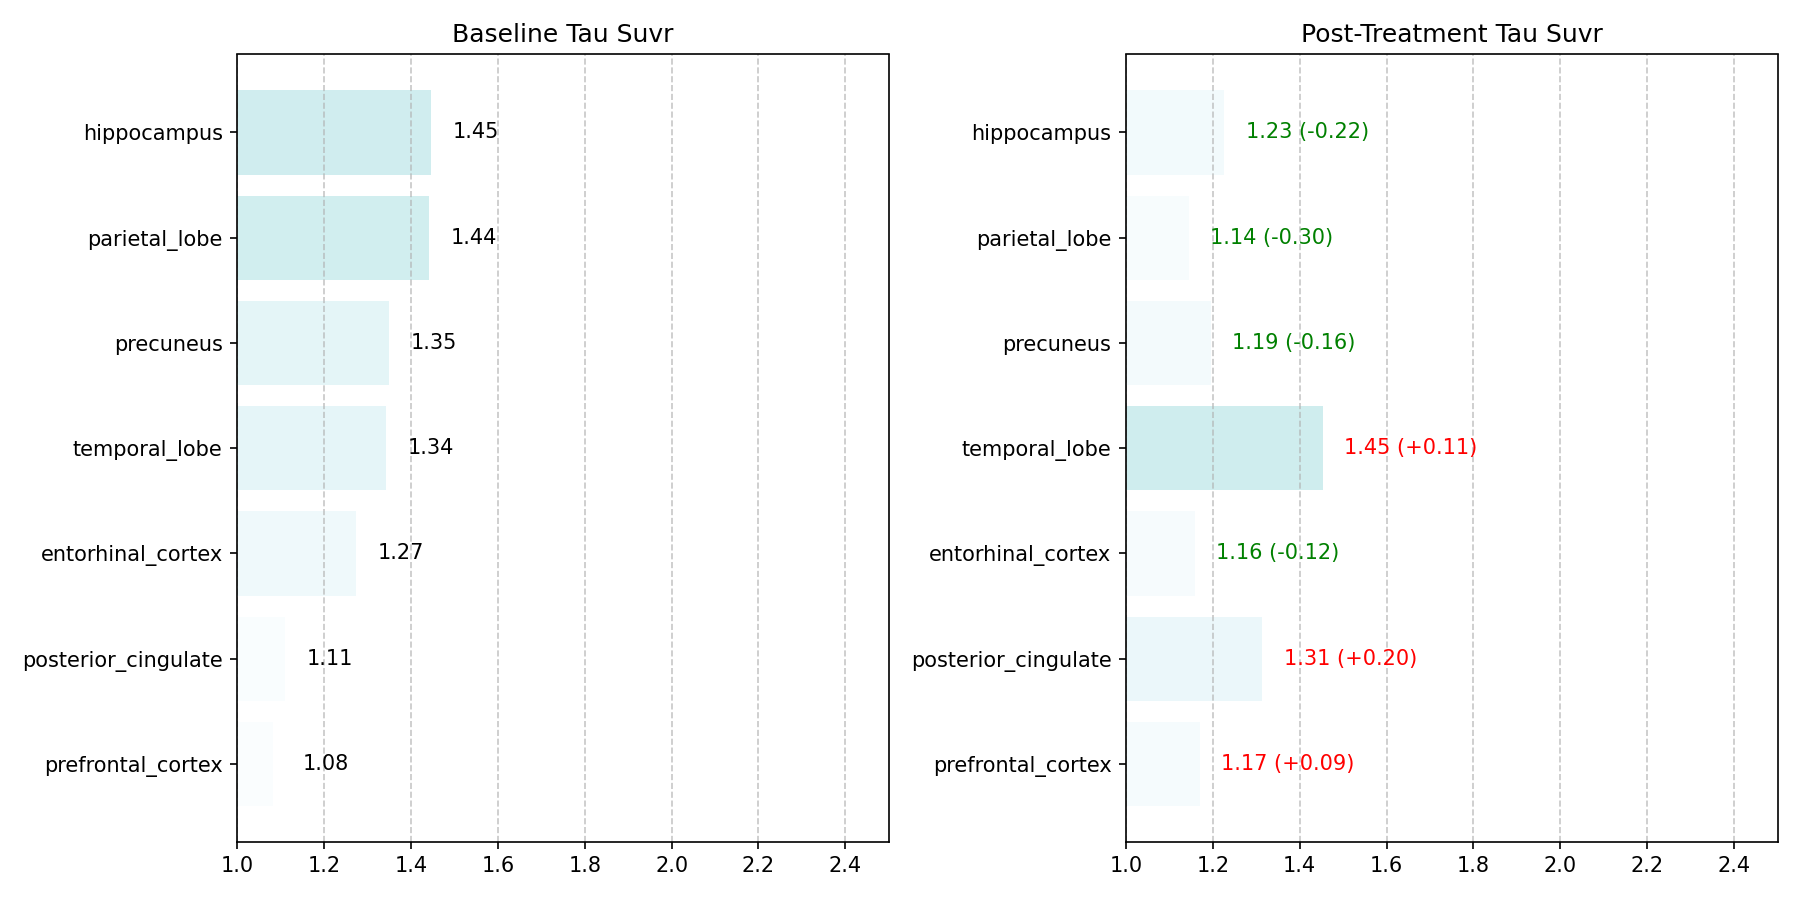 Baseline Tau Suvr
hippocampus 1.45
parietal_lobe 1.44
precuneus 1.35
temporal_lobe 1.34
entorhinal_cortex 1.27
posterior_cingulate 1.11
prefrontal_cortex 1.08
1.0 1.2 1.4 1.6 1.8 2.0 2.2 2.4
Post-Treatment Tau Suvr
hippocampus 1.23 (-0.22)
parietal_lobe 1.14 (-0.30)
precuneus 1.19 (-0.16)
temporal_lobe 1.45 (+0.11)
entorhinal_cortex 1.16 (-0.12)
posterior_cingulate 1.31 (+0.20)
prefrontal_cortex 1.17 (+0.09)
1.0 1.2 1.4 1.6 1.8 2.0 2.2 2.4